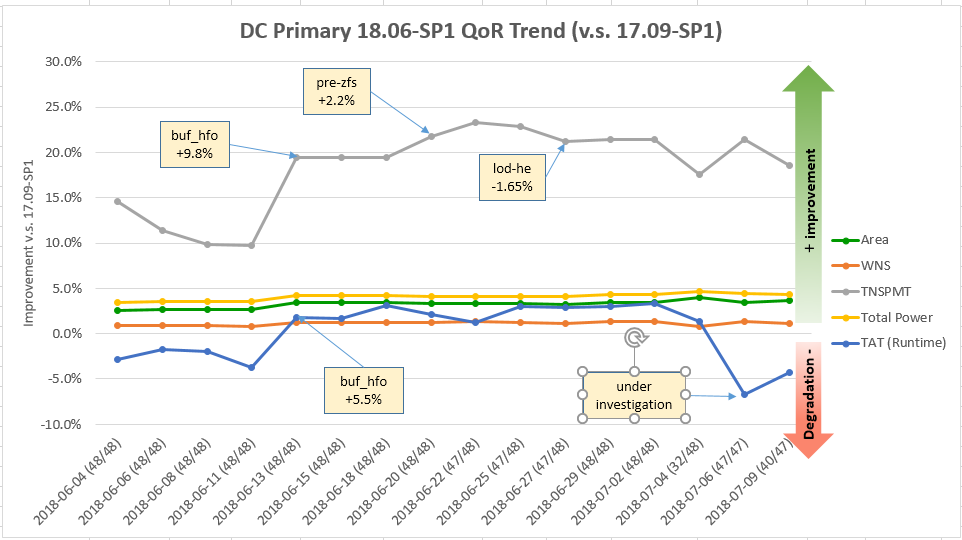 DC Primary 18.06-SP1 QoR Trend (v.s. 17.09-SP1)
30.0%
25.0%
20.0%
15.0%
10.0%
5.0%
0.0%
-5.0%
-10.0%
Improvement v.s. 17.09-SP1
buf_hfo
+9.8%
pre-zfs
+2.2%
lod-he
-1.65%
buf_hfo
+5.5%
under
investigation
+ improvement
Degradation -
Area
WNS
TNSPMT
Total Power
TAT (Runtime)
2018-06-04 (48/48)
2018-06-06 (48/48)
2018-06-08 (48/48)
2018-06-11 (48/48)
2018-06-13 (48/48)
2018-06-15 (48/48)
2018-06-18 (48/48)
2018-06-20 (48/48)
2018-06-22 (47/48)
2018-06-25 (47/48)
2018-06-27 (47/48)
2018-06-29 (48/48)
2018-07-02 (48/48)
2018-07-04 (32/48)
2018-07-06 (47/47)
2018-07-09 (40/47)